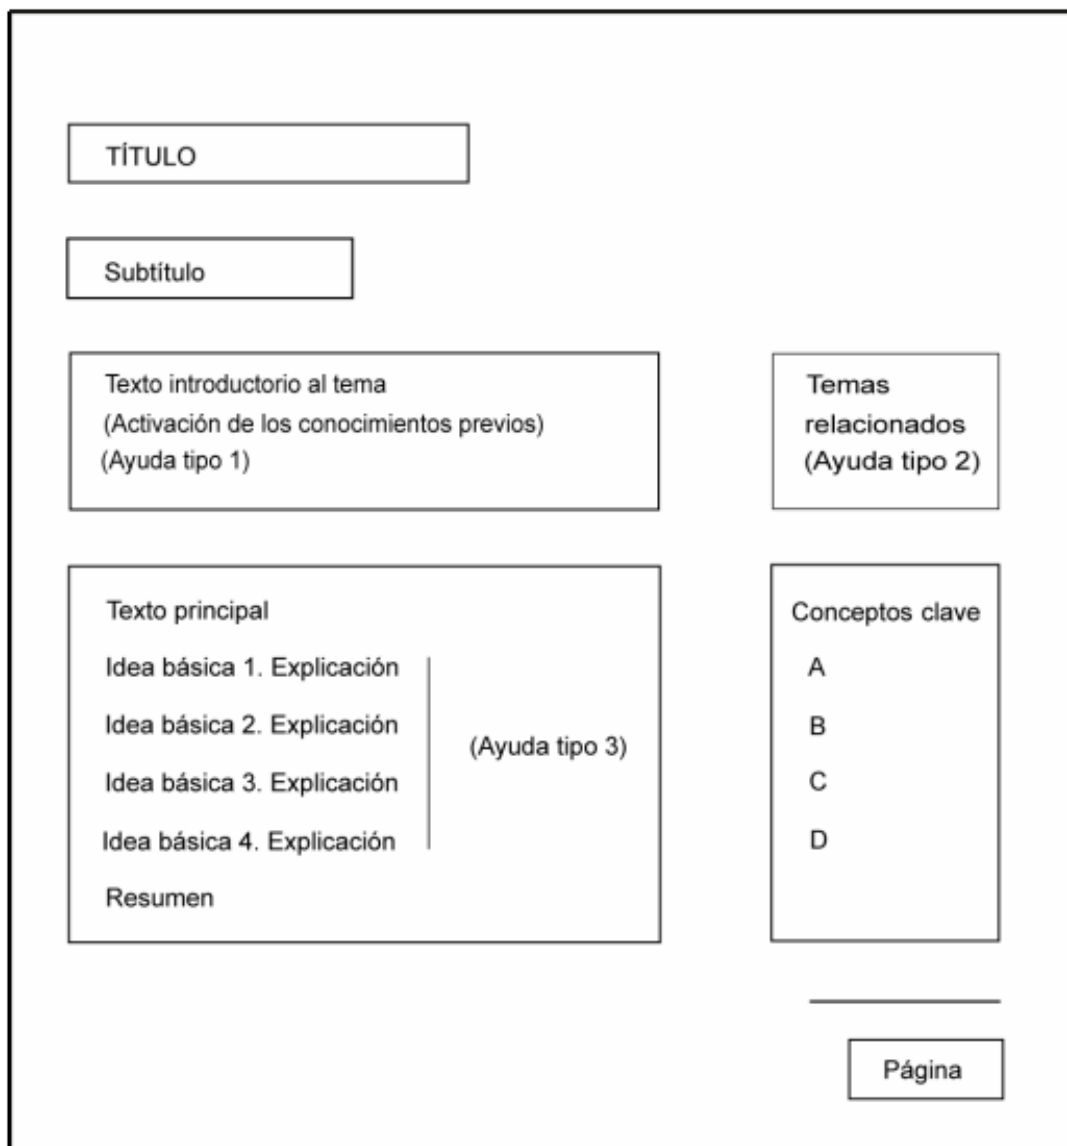 TÍTULO
Subtítulo
Texto introductorio al tema
(Activación de los conocimientos previos)
(Ayuda tipo 1)
Temas
relacionados
(Ayuda tipo 2)
Texto principal
Idea básica 1. Explicación
Idea básica 2. Explicación
Idea básica 3. Explicación
Idea básica 4. Explicación
(Ayuda tipo 3)
Resumen
Conceptos clave
A
B
C
D
Página